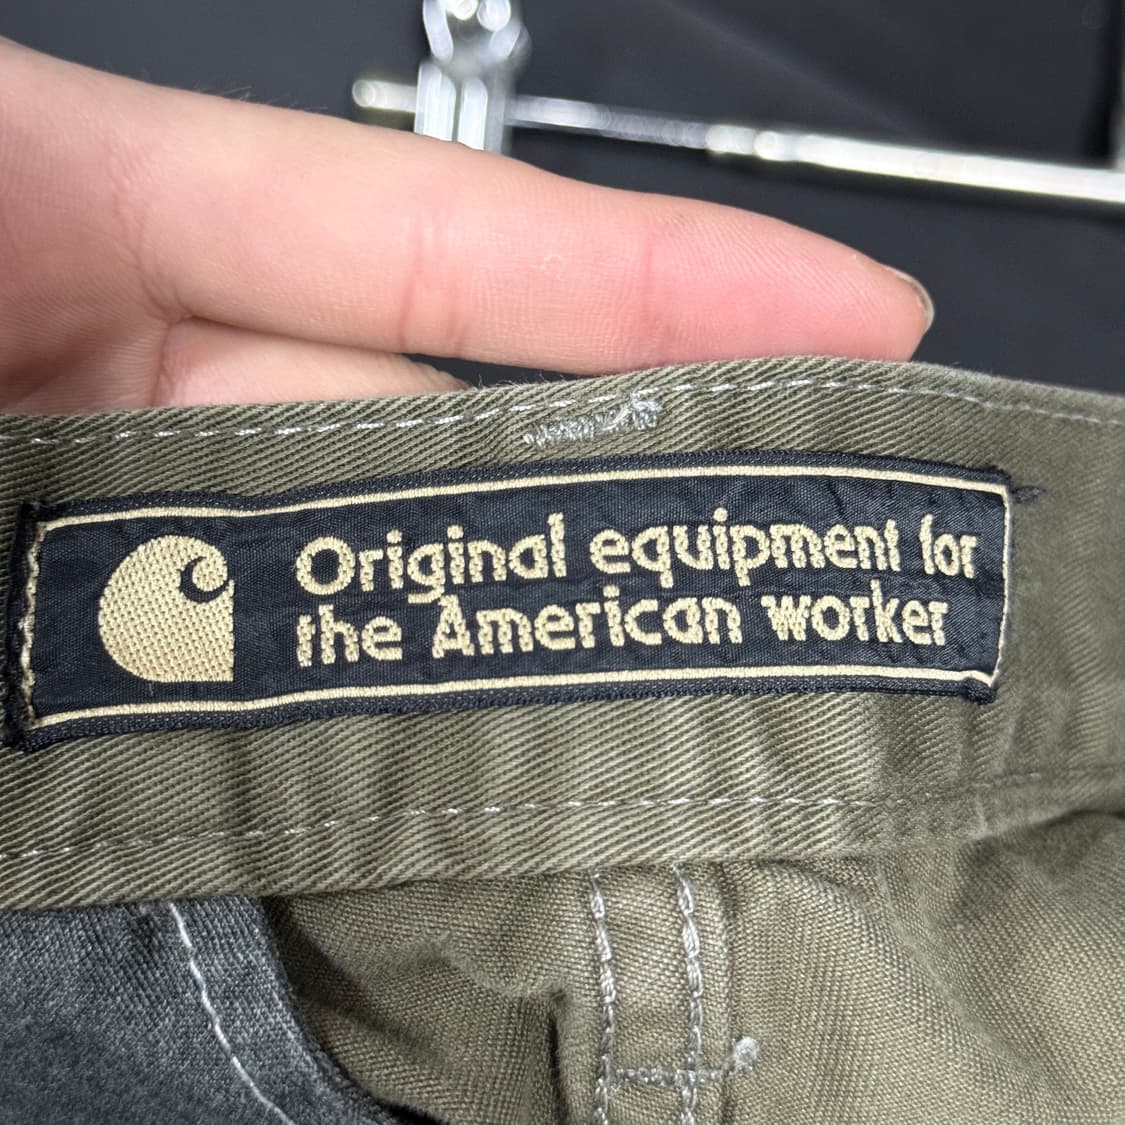 Original equipment for
the American worker